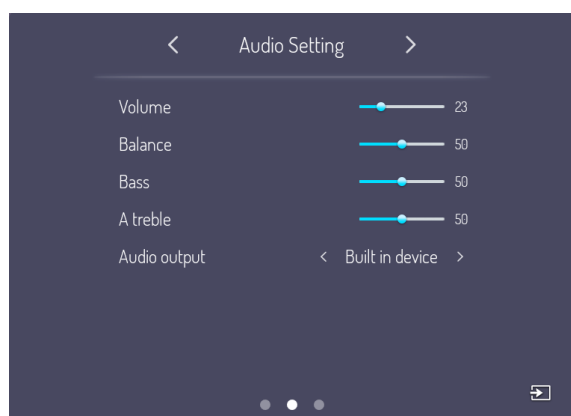 Audio Setting
Volume 23
Balance 50
Bass 50
A treble 50
Audio output < Built in device >